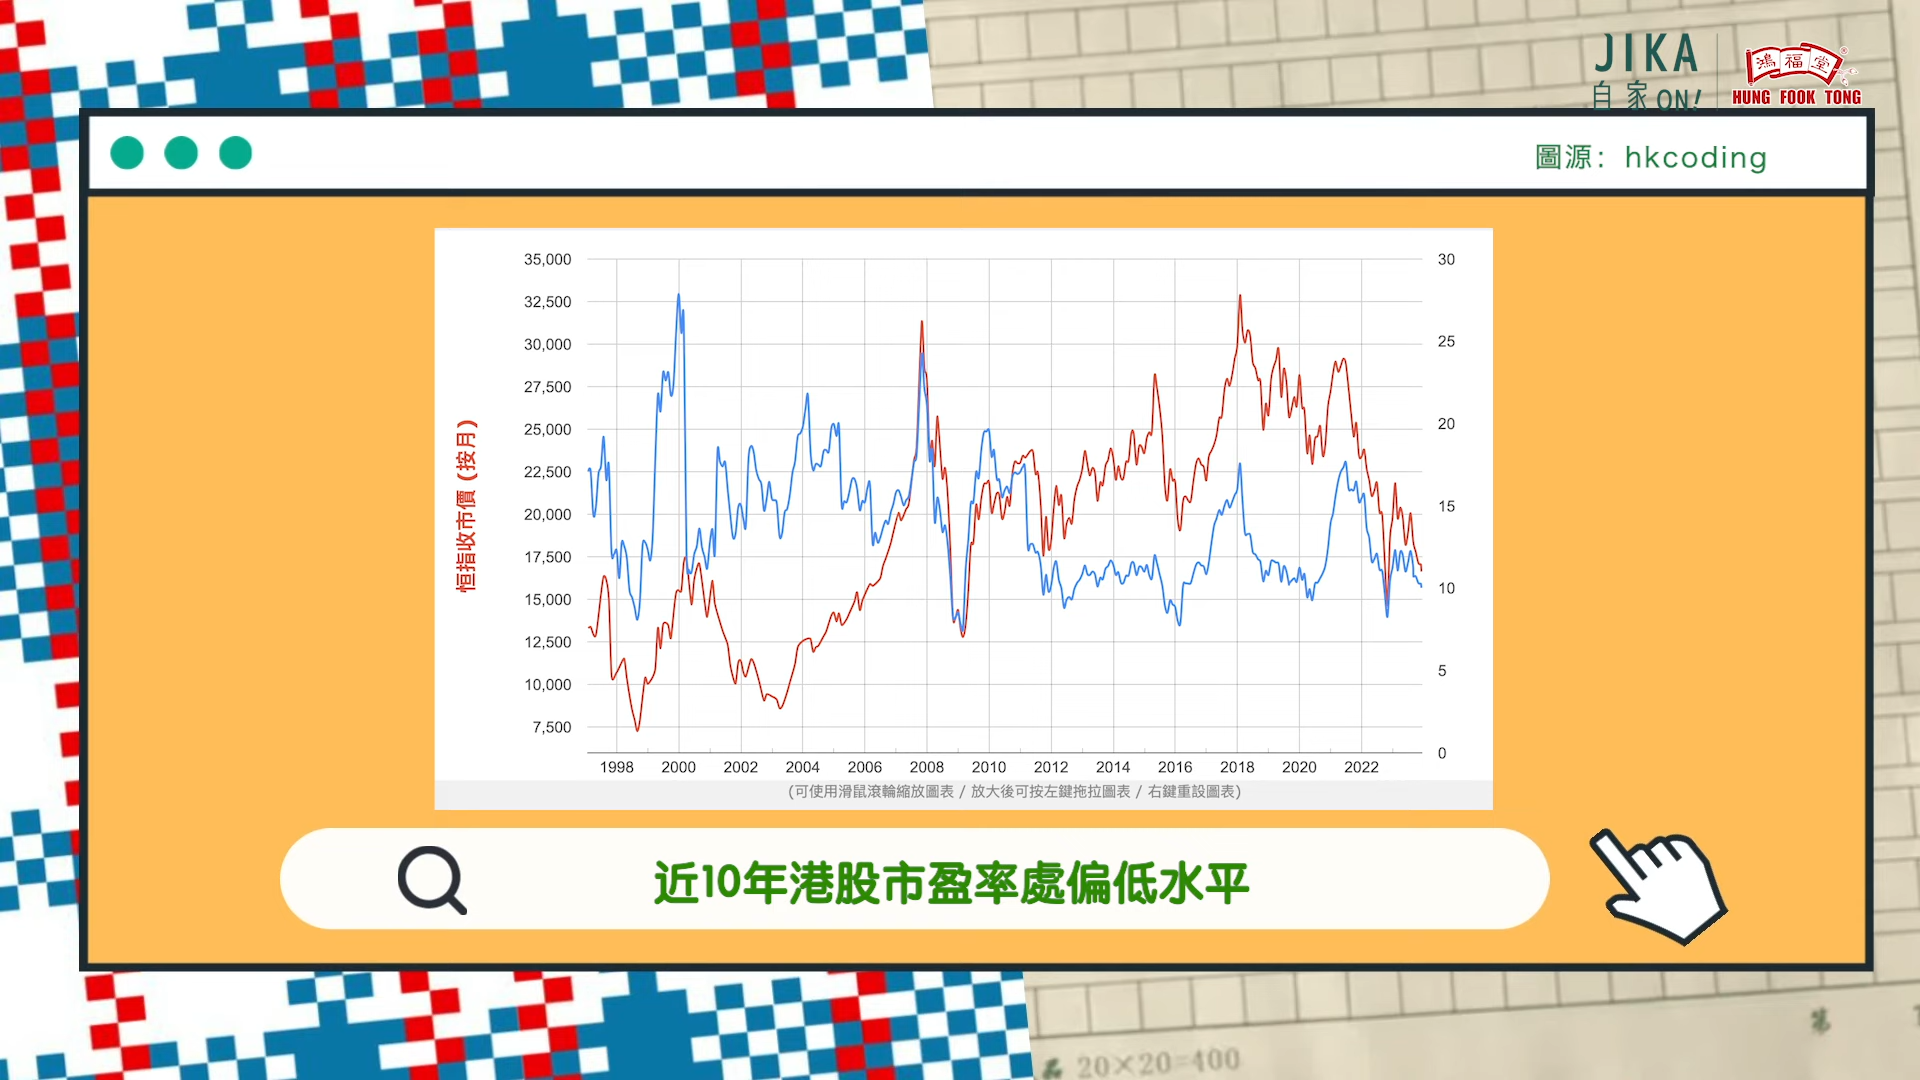 JIKA
自家 ON!
鴻福堂
HUNG FOOK TONG
圖源：hkcoding
恒指收市價（按月）
35,000
32,500
30,000
27,500
25,000
22,500
20,000
17,500
15,000
12,500
10,000
7,500
30
25
20
15
10
5
0
1998 2000 2002 2004 2006 2008 2010 2012 2014 2016 2018 2020 2022
(可使用滑鼠滾輪縮放圖表 / 放大後可按左鍵拖拉圖表 / 右鍵重設圖表)
近10年港股市盈率處偏低水平
第
20×20=400